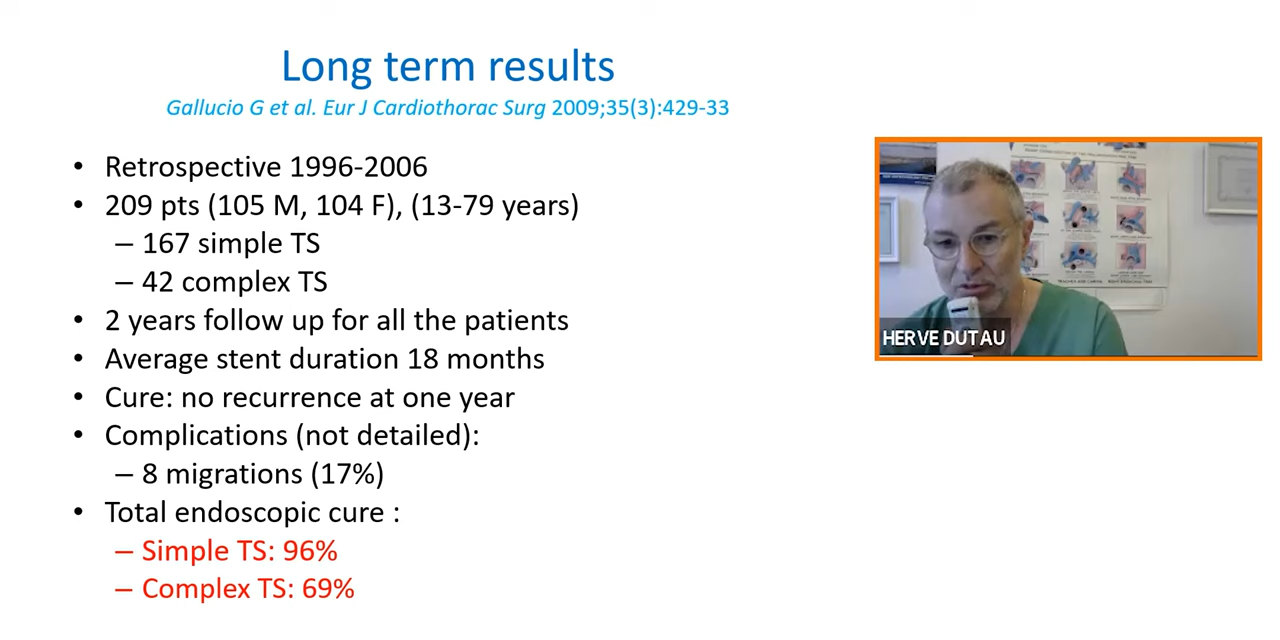 Long term results
Gallucio G et al. Eur J Cardiothorac Surg 2009;35(3):429-33
• Retrospective 1996-2006
• 209 pts (105 M, 104 F), (13-79 years)
– 167 simple TS
– 42 complex TS
• 2 years follow up for all the patients
• Average stent duration 18 months
• Cure: no recurrence at one year
• Complications (not detailed):
– 8 migrations (17%)
• Total endoscopic cure :
– Simple TS: 96%
– Complex TS: 69%
HERVE DUTAU